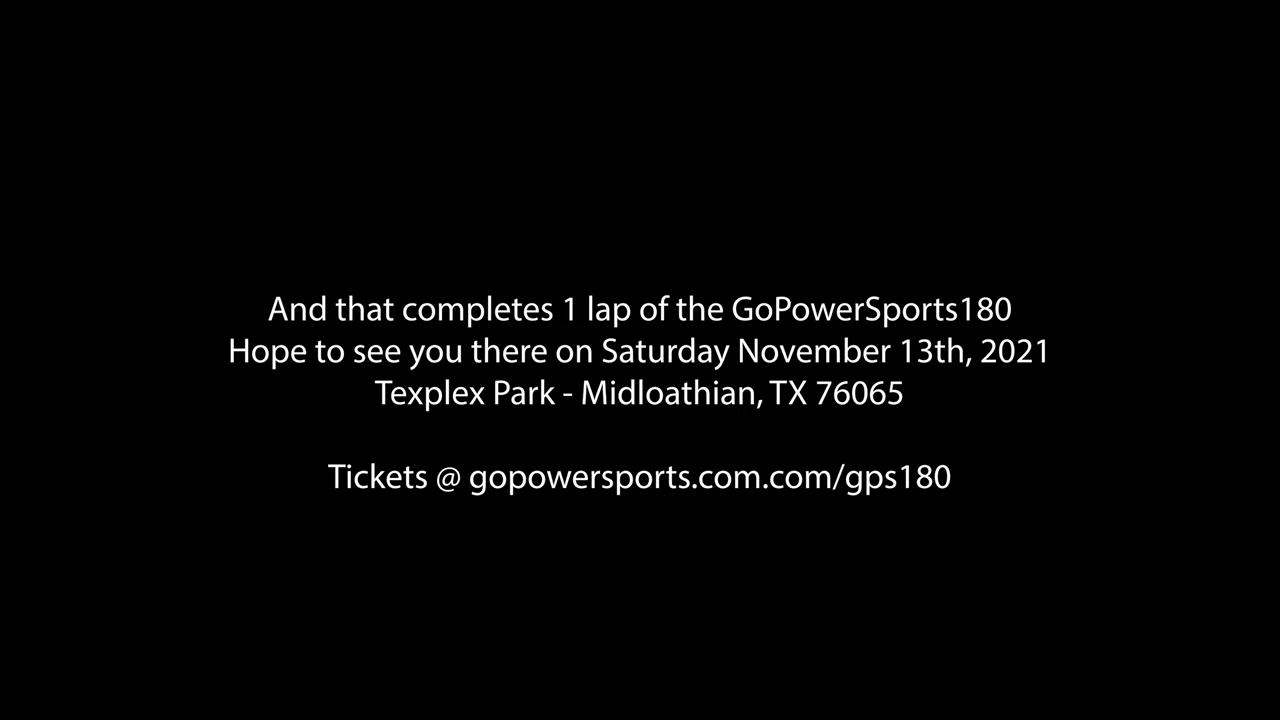 And that completes 1 lap of the GoPowerSports180
Hope to see you there on Saturday November 13th, 2021
Texplex Park - Midloathian, TX 76065
Tickets @ gopowersports.com.com/gps180